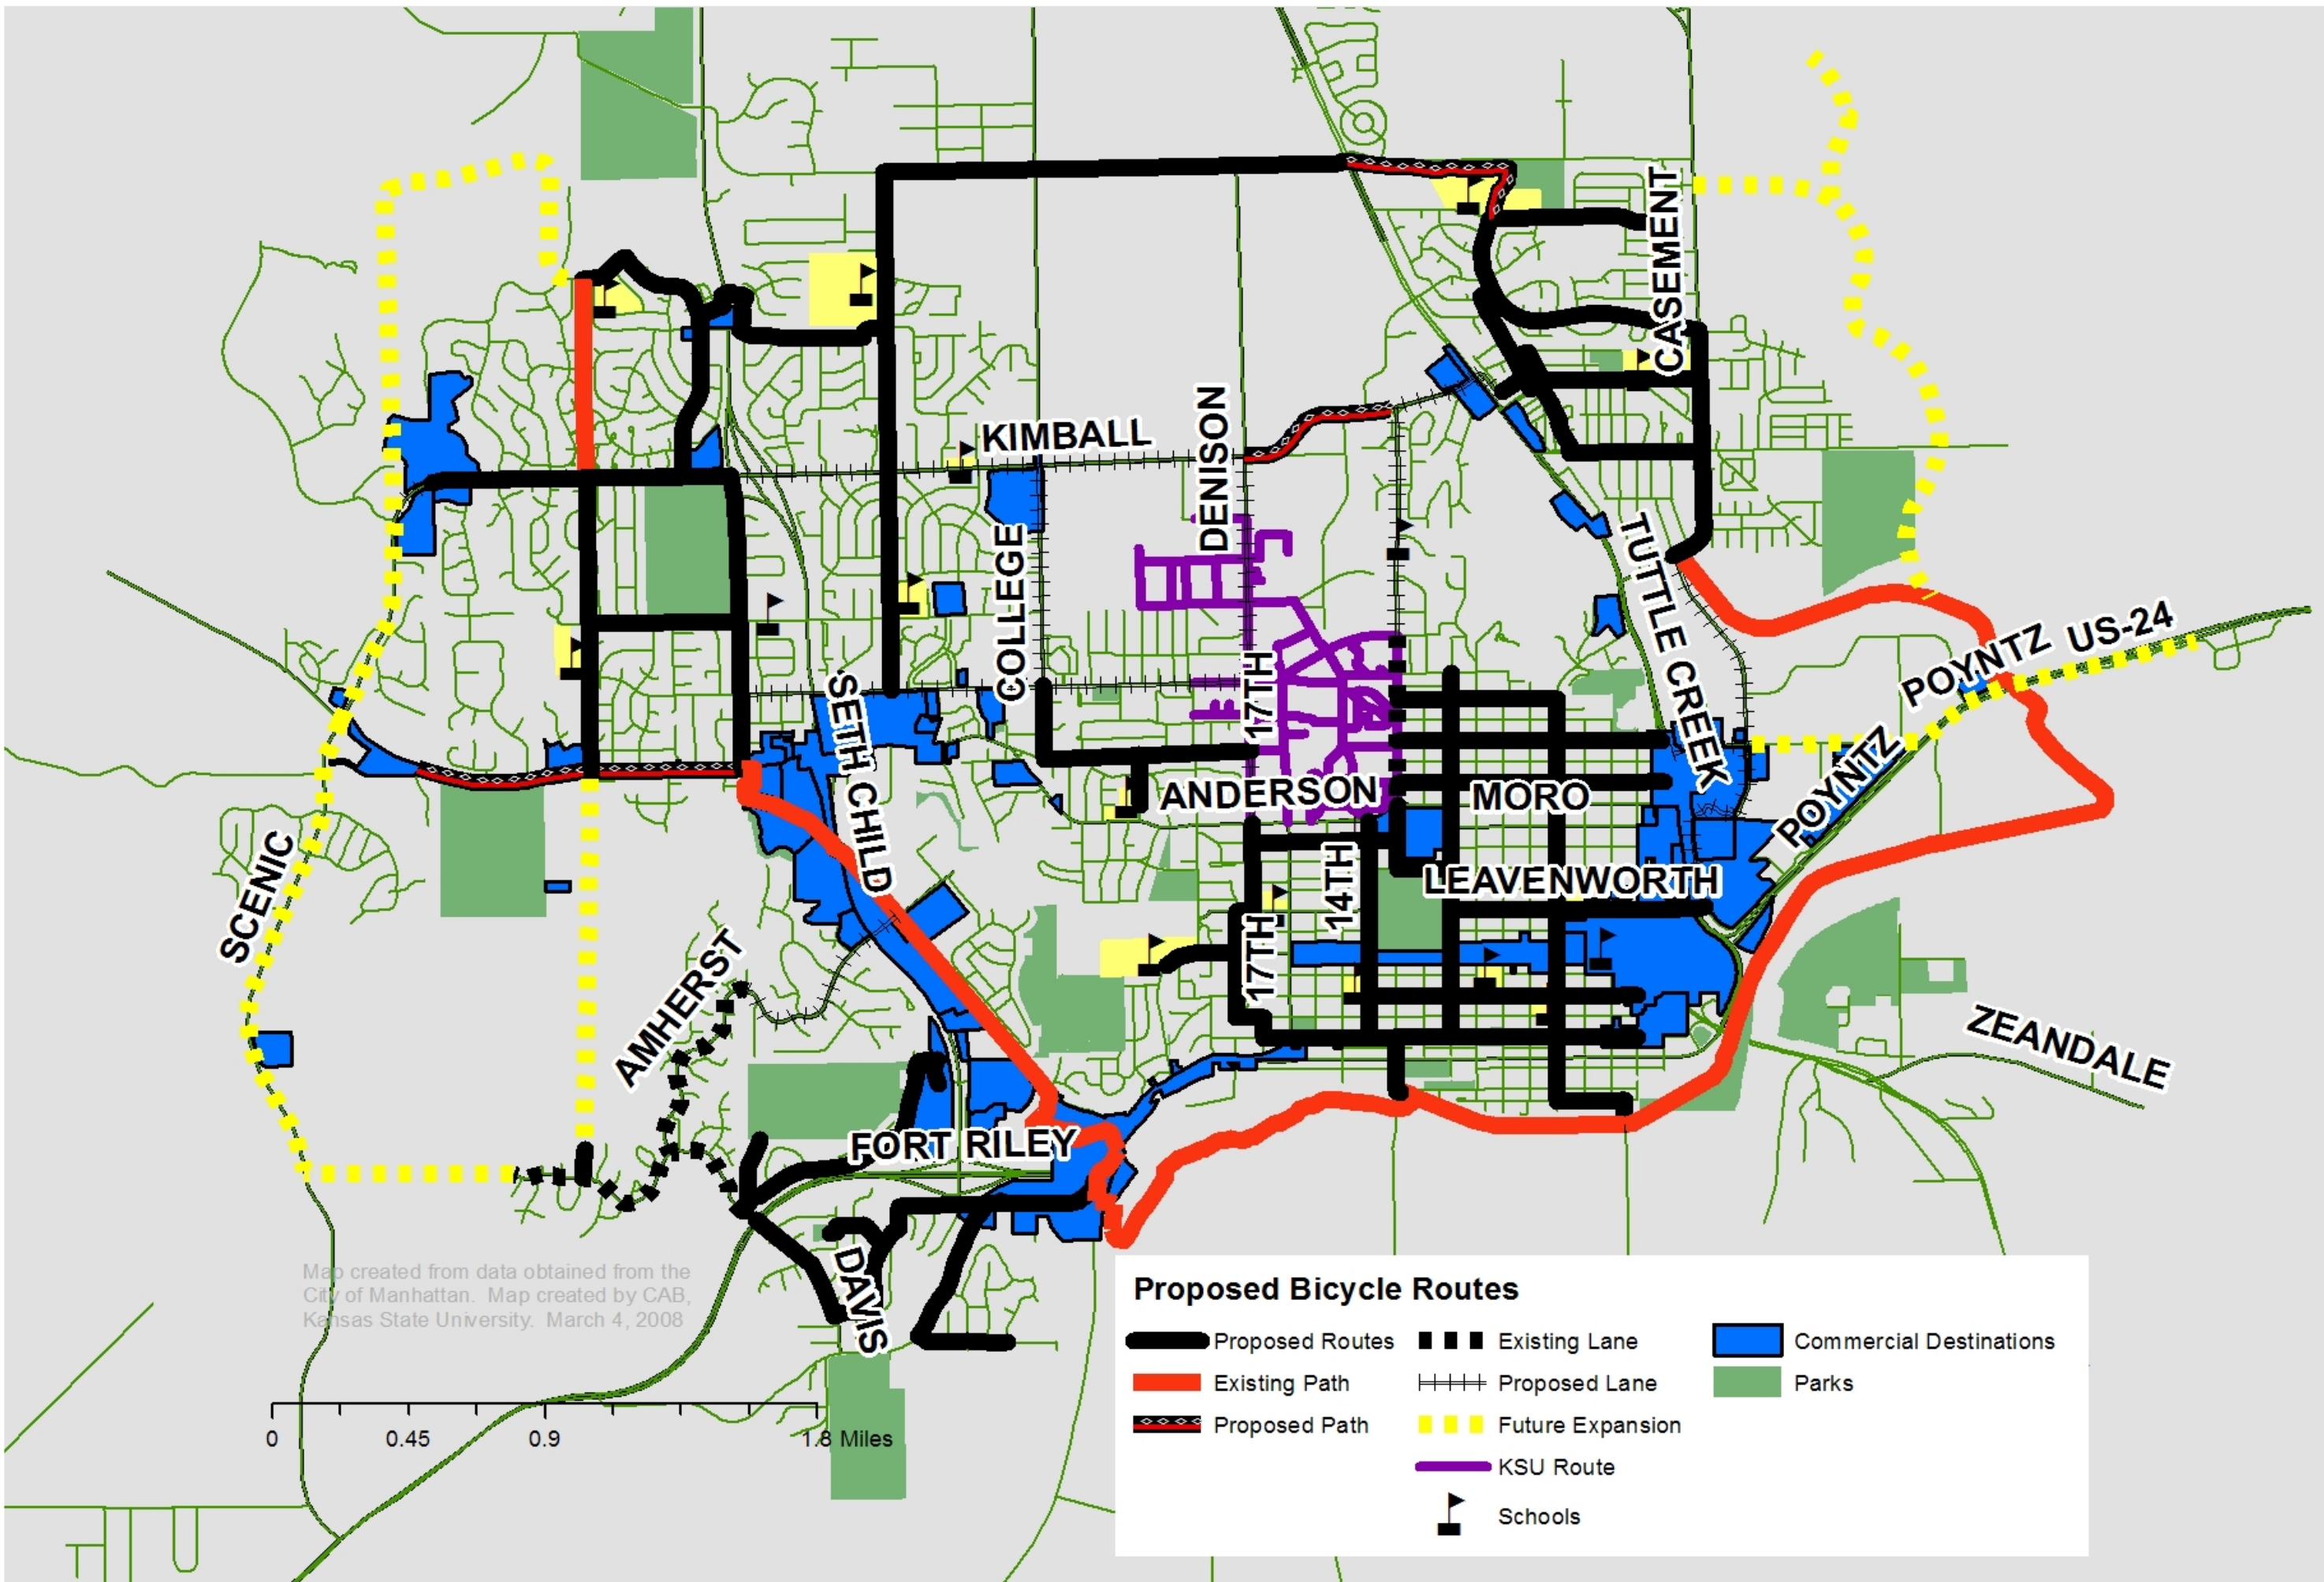 CASEMENT
KIMBALL
DENISON
COLLEGE
TUTTLE CREEK
US-24
POYNTZ
17TH
SETH CHILD
POYNTZ
ANDERSON
MORO
14TH
LEAVENWORTH
SCENIC
17TH
AMHERST
ZEANDALE
FORT RILEY
DAVIS
Map created from data obtained from the
City of Manhattan. Map created by CAB,
Kansas State University. March 4, 2008
0
0.45
0.9
1.8 Miles
Proposed Bicycle Routes
Proposed Routes
Existing Path
Proposed Path
Existing Lane
Proposed Lane
Future Expansion
KSU Route
Schools
Commercial Destinations
Parks